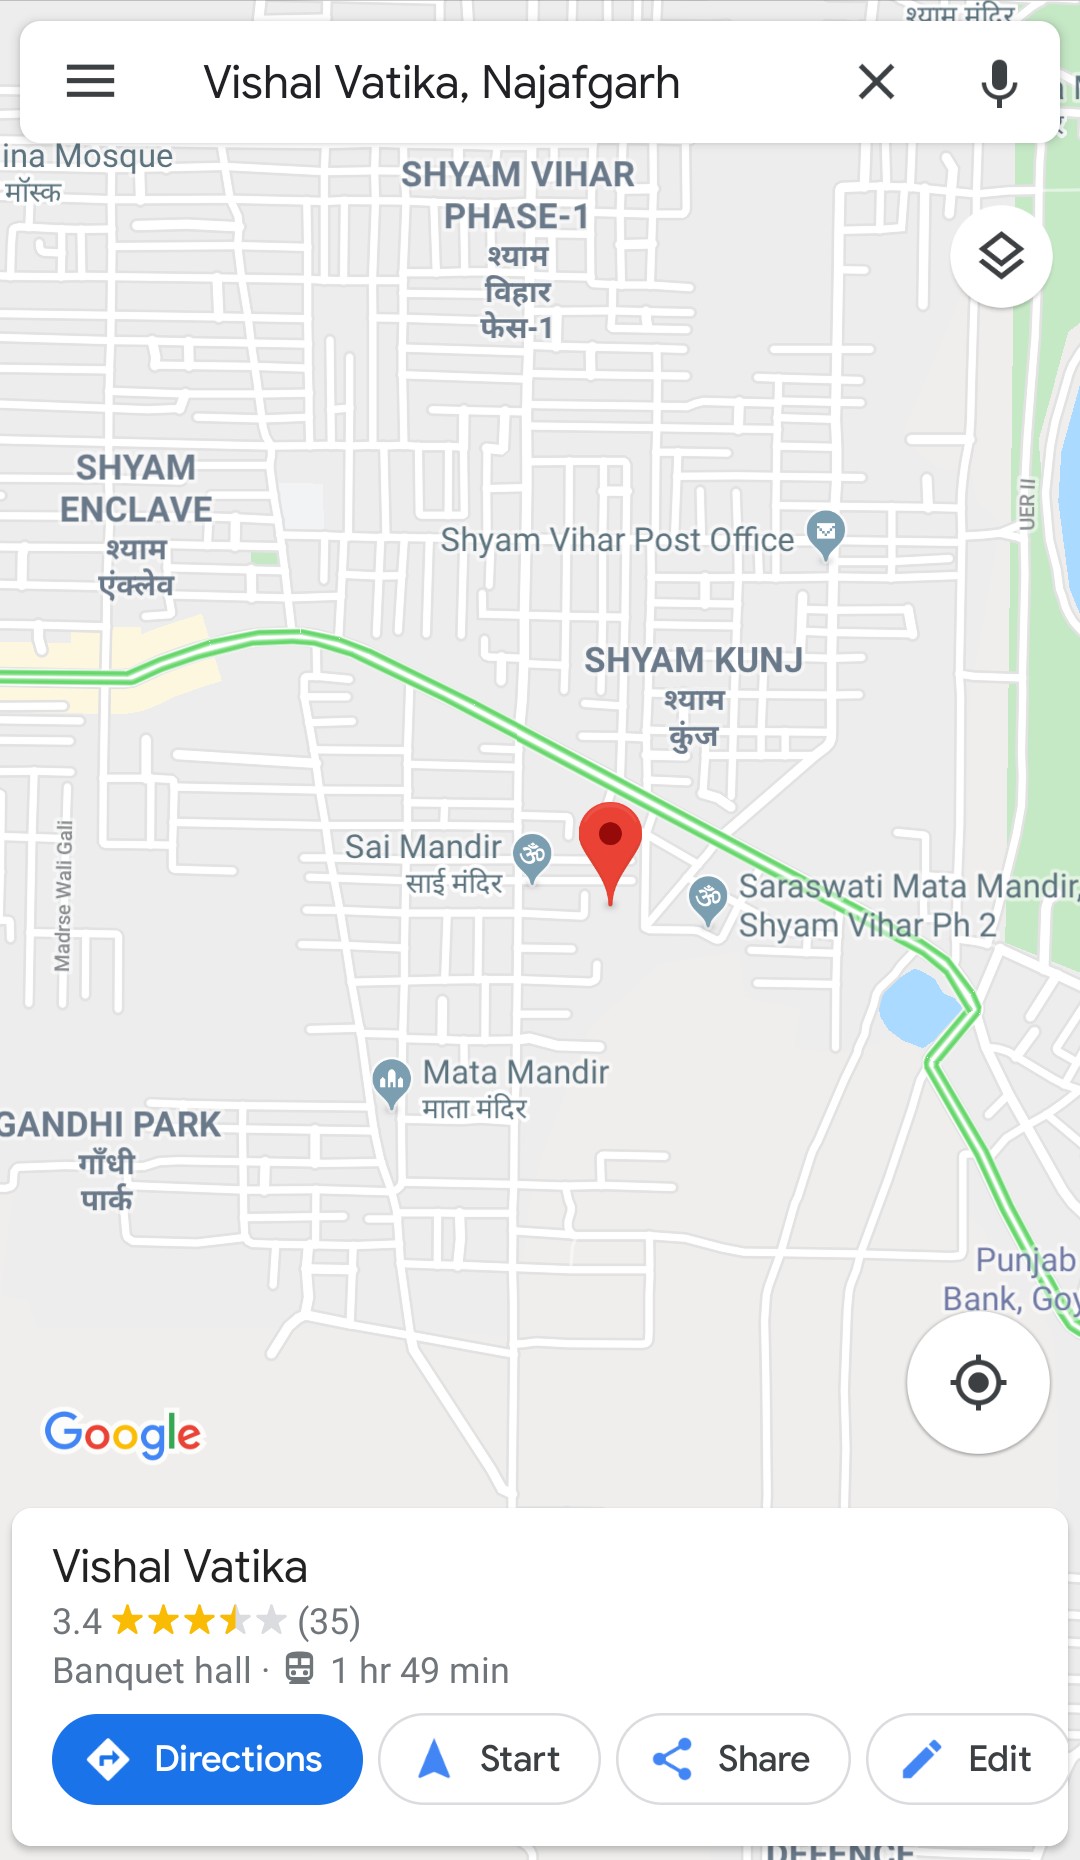 श्याम मंदिर
Vishal Vatika, Najafgarh
ina Mosque
मॉस्क
SHYAM VIHAR
PHASE-1
श्याम
विहार
फेस-1
SHYAM
ENCLAVE
श्याम
एंक्लेव
UER II
Shyam Vihar Post Office
SHYAM KUNJ
श्याम
कुंज
Madrse Wali Gali
Sai Mandir
साई मंदिर
Saraswati Mata Mandir,
Shyam Vihar Ph 2
Mata Mandir
माता मंदिर
GANDHI PARK
गाँधी
पार्क
Punjab
Bank, Goy
Google
Vishal Vatika
3.4 (35)
Banquet hall · 1 hr 49 min
Directions
Start
Share
Edit
DEFENCE